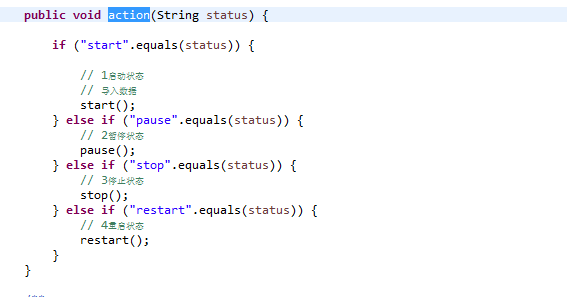 public void action(String status) {
if ("start".equals(status)) {
// 1启动状态
// 导入数据
start();
} else if ("pause".equals(status)) {
// 2暂停状态
pause();
} else if ("stop".equals(status)) {
// 3停止状态
stop();
} else if ("restart".equals(status)) {
// 4重启状态
restart();
}
}
/**